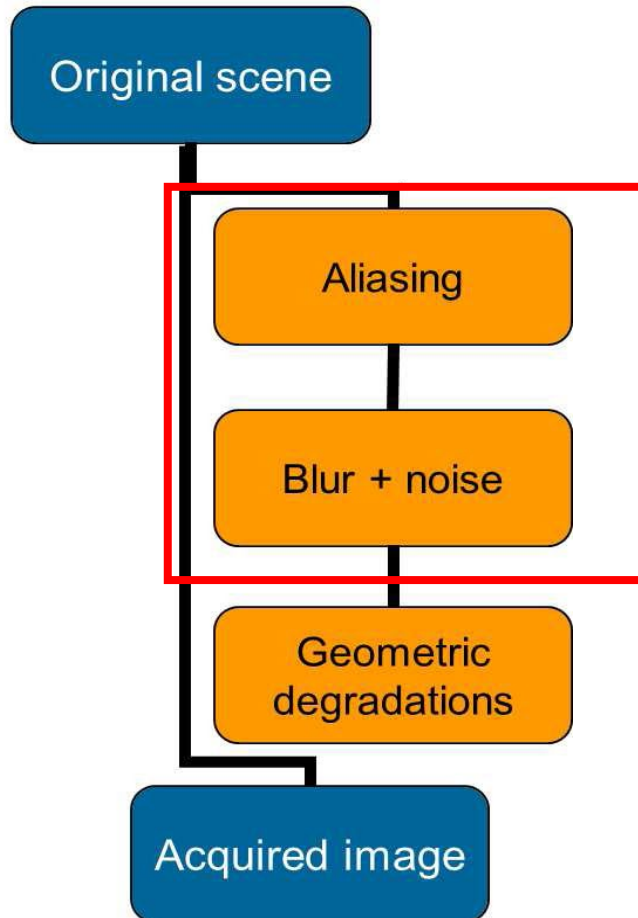 Original scene
Aliasing
Blur + noise
Geometric
degradations
Acquired image